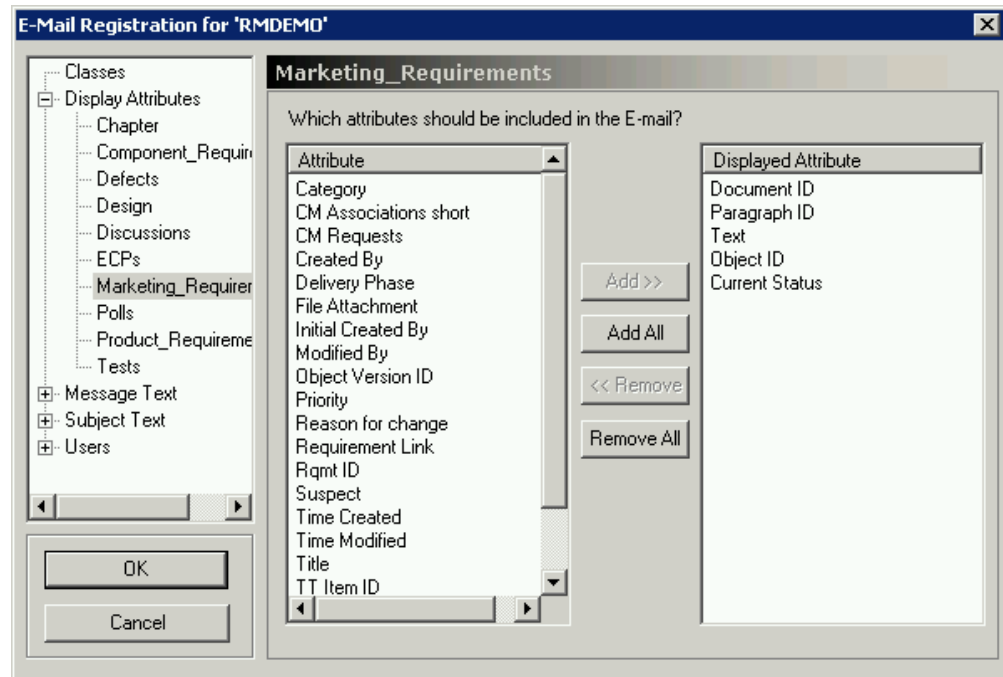 E-Mail Registration for 'RMDEMO'
Classes
Display Attributes
Chapter
Component_Require
Defects
Design
Discussions
ECPs
Marketing_Requirer
Polls
Product_Requireme
Tests
Message Text
Subject Text
Users
OK
Cancel
Marketing_Requirements
Which attributes should be included in the E-mail?
Attribute
Category
CM Associations short
CM Requests
Created By
Delivery Phase
File Attachment
Initial Created By
Modified By
Object Version ID
Priority
Reason for change
Requirement Link
Rqmt ID
Suspect
Time Created
Time Modified
Title
TT Item ID
Add >>
Add All
<< Remove
Remove All
Displayed Attribute
Document ID
Paragraph ID
Text
Object ID
Current Status